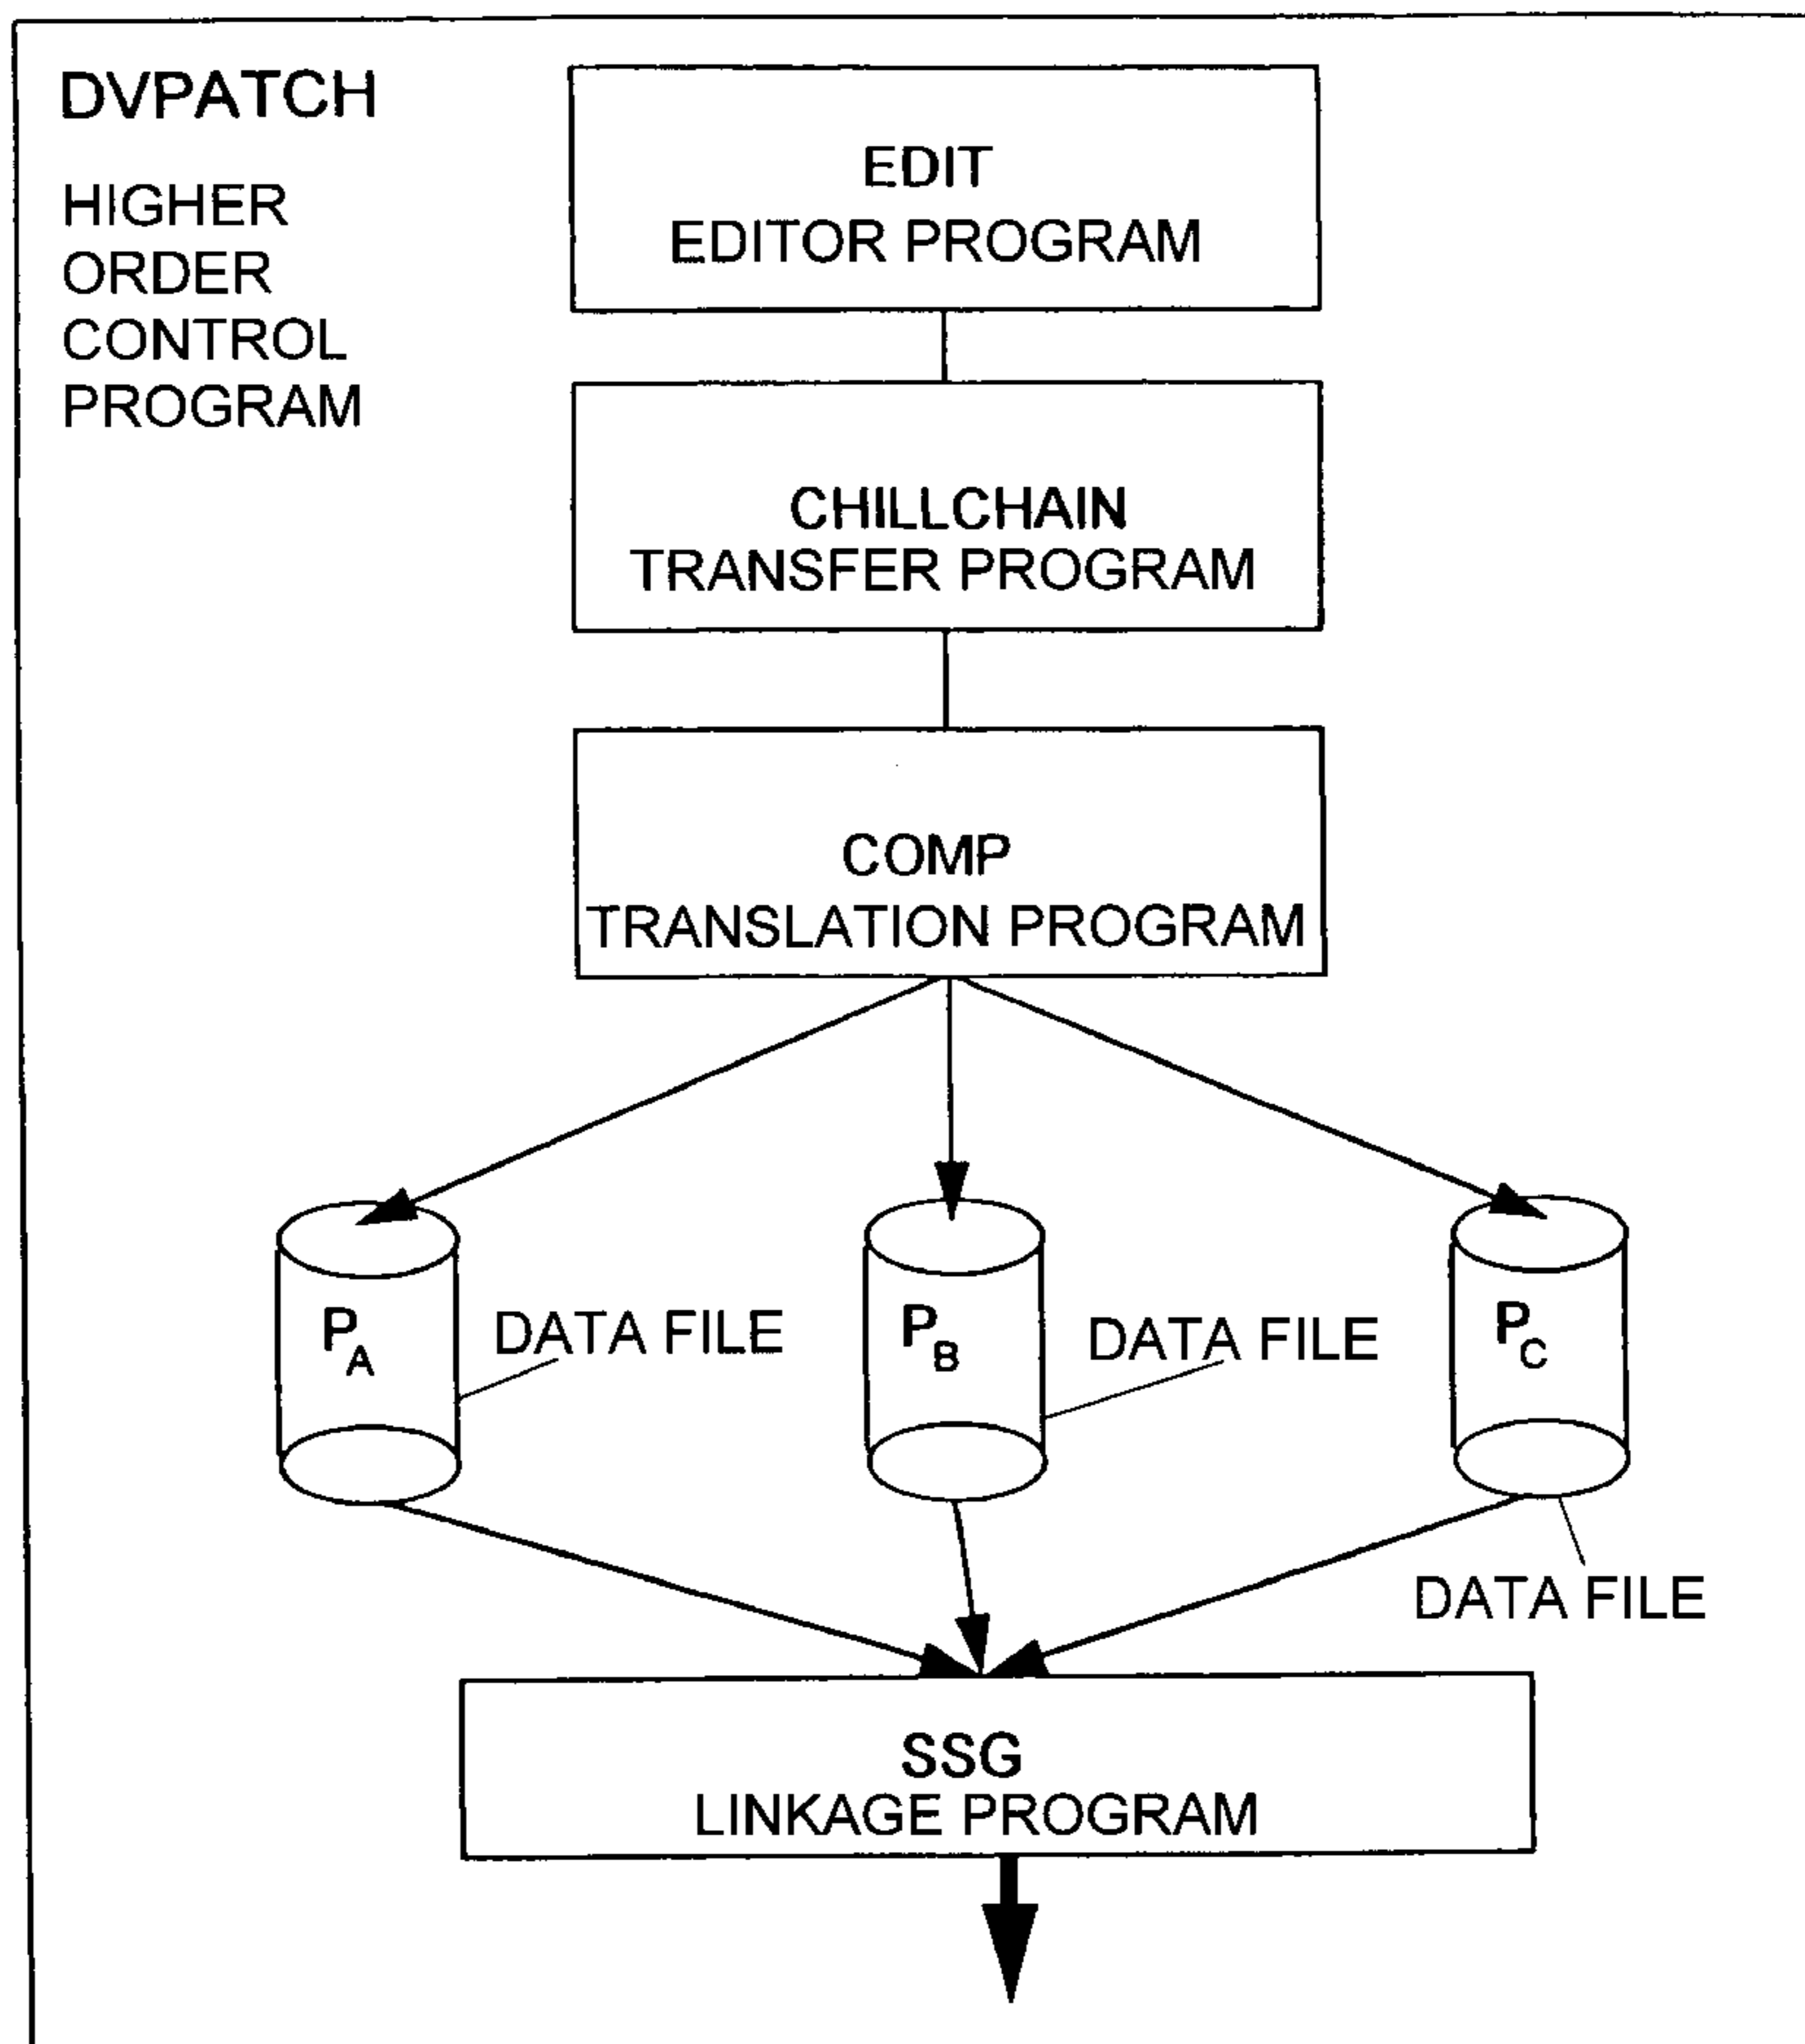 DVPATCH
HIGHER
ORDER
CONTROL
PROGRAM
EDIT
EDITOR PROGRAM
CHILLCHAIN
TRANSFER PROGRAM
COMP
TRANSLATION PROGRAM
PA
DATA FILE
PB
DATA FILE
PC
DATA FILE
SSG
LINKAGE PROGRAM